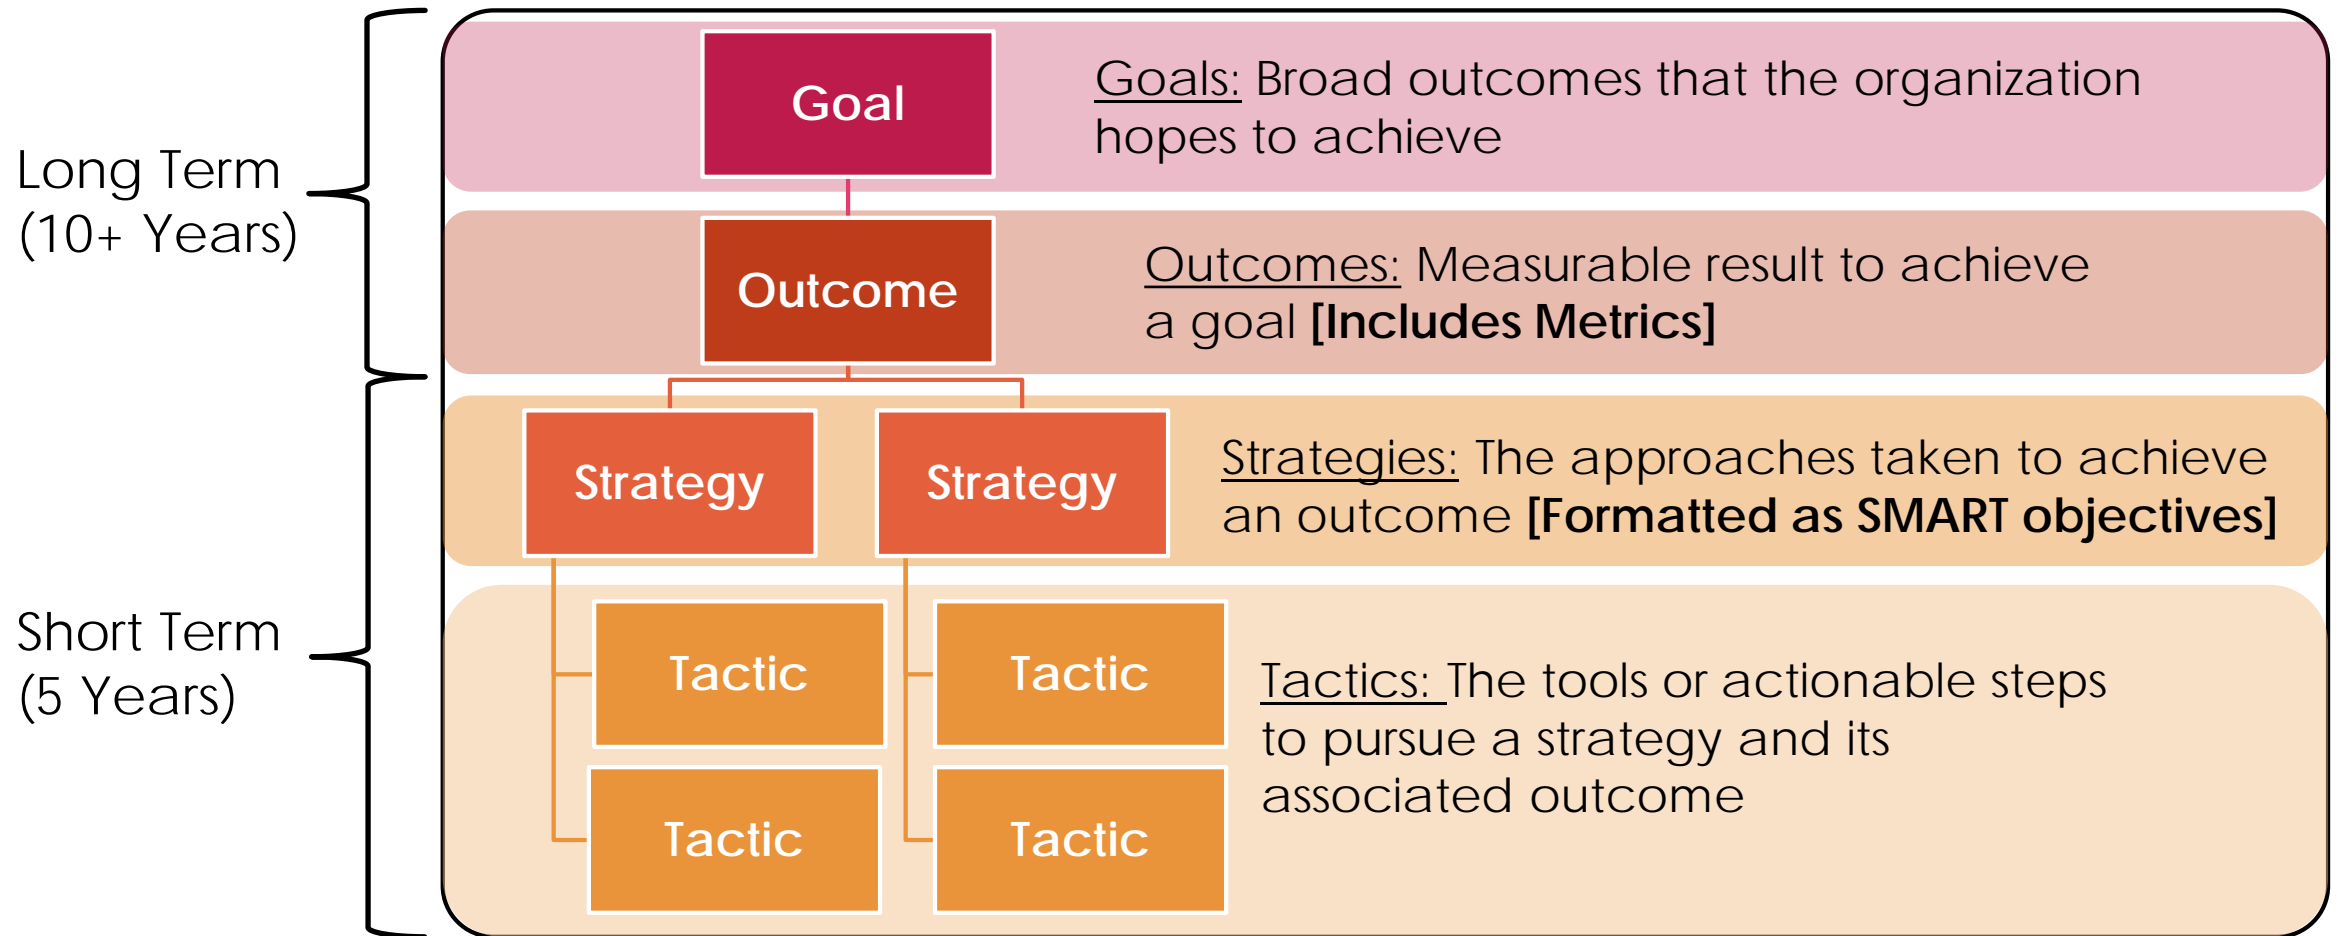 Long Term
(10+ Years)
Goal
Goals: Broad outcomes that the organization
hopes to achieve
Outcome
Outcomes: Measurable result to achieve
a goal [Includes Metrics]
Short Term
(5 Years)
Strategy
Strategy
Strategies: The approaches taken to achieve
an outcome [Formatted as SMART objectives]
Tactic
Tactic
Tactic
Tactic
Tactics: The tools or actionable steps
to pursue a strategy and its
associated outcome